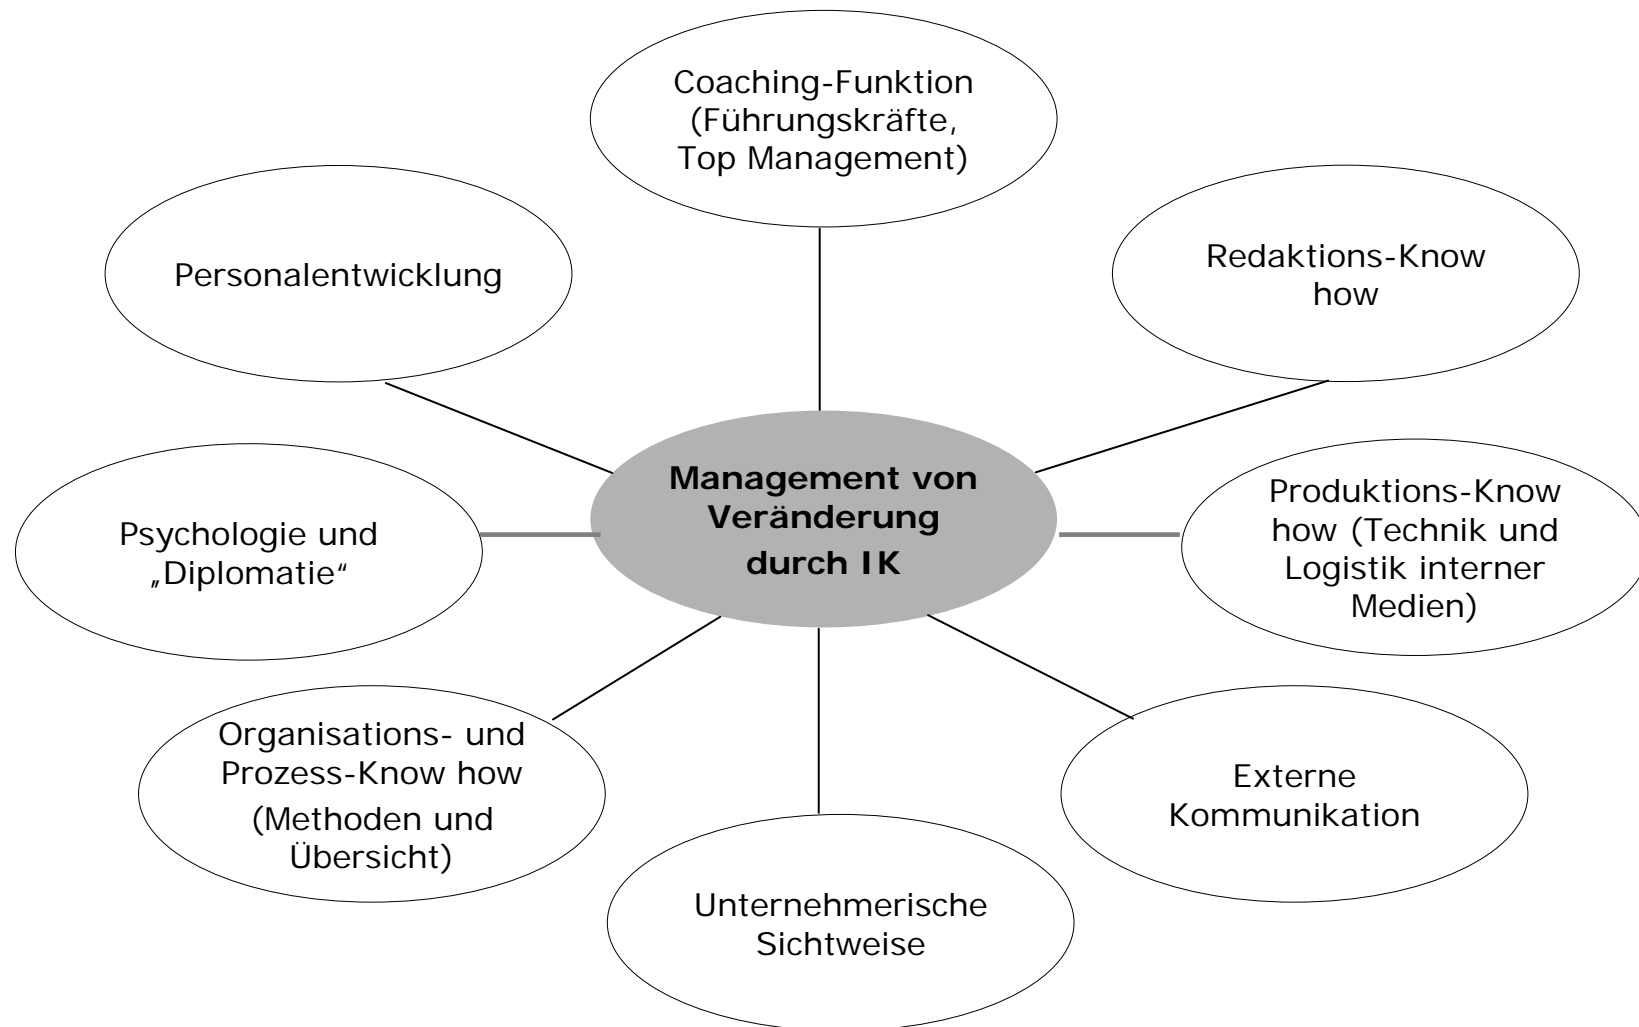 Coaching-Funktion
(Führungskräfte,
Top Management)
Personalentwicklung
Redaktions-Know
how
Management von
Veränderung
durch IK
Psychologie und
„Diplomatie“
Produktions-Know
how (Technik und
Logistik interner
Medien)
Organisations- und
Prozess-Know how
(Methoden und
Übersicht)
Externe
Kommunikation
Unternehmerische
Sichtweise